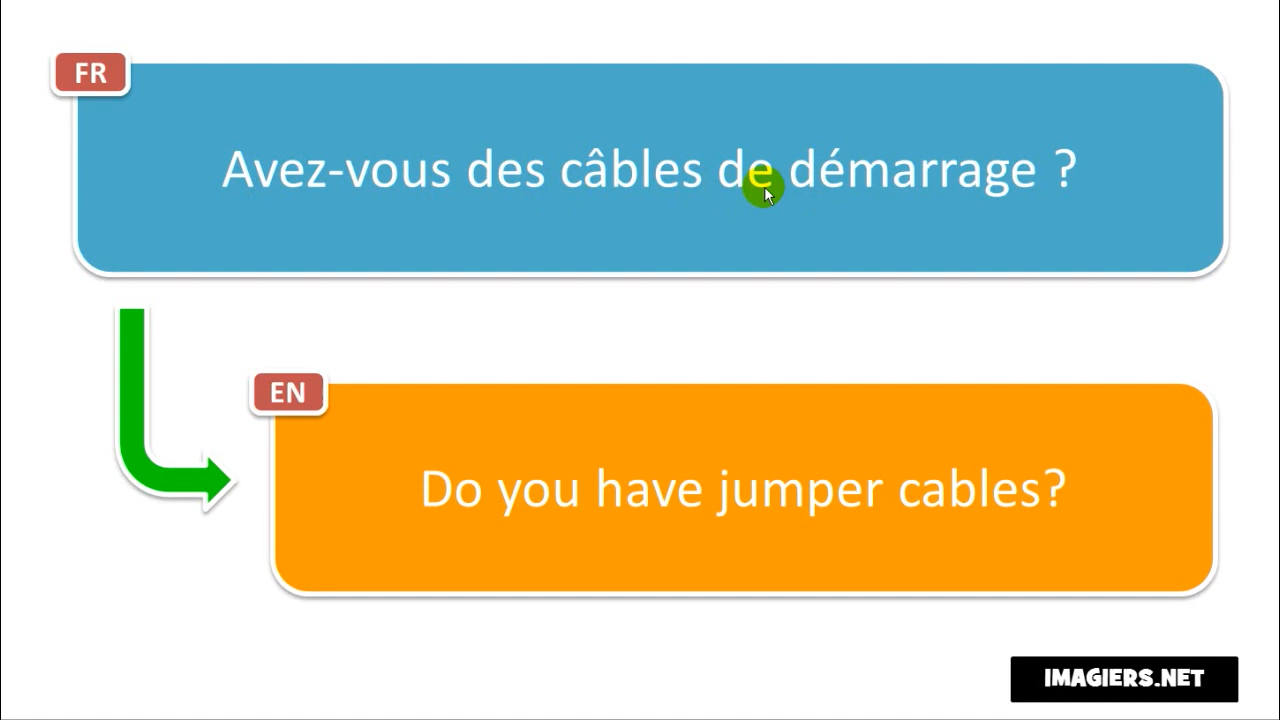 FR
Avez-vous des câbles de démarrage ?
EN
Do you have jumper cables?
IMAGIERS.NET